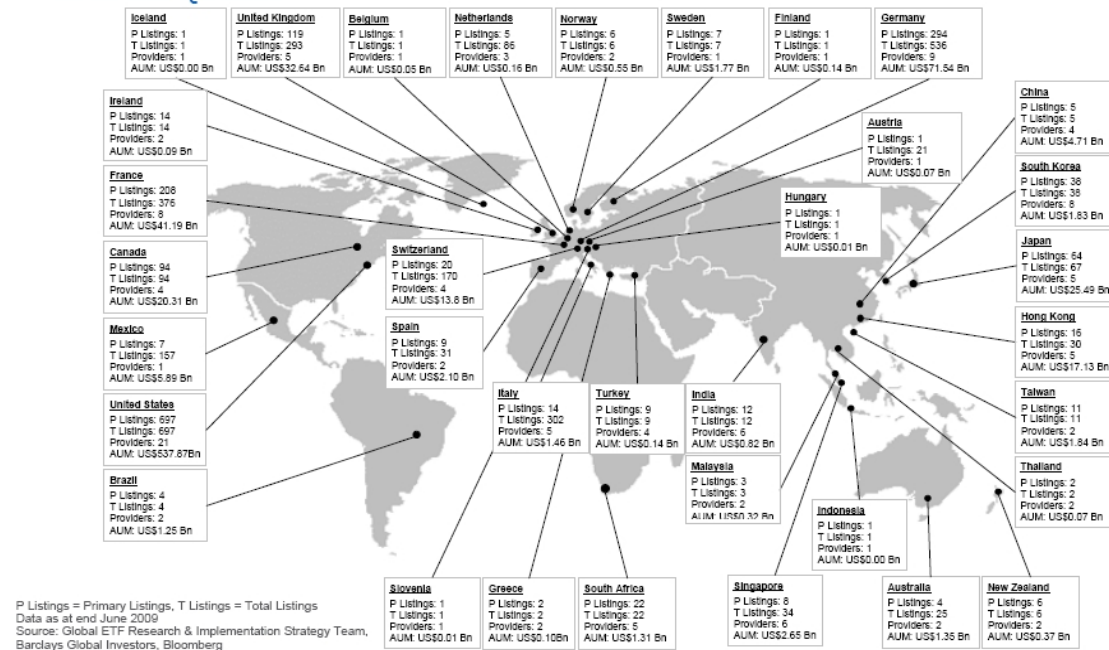 Iceland
P Listings: 1
T Listings: 1
Providers: 1
AUM: US$0.00 Bn
United Kingdom
P Listings: 119
T Listings: 293
Providers: 5
AUM: US$32.64 Bn
Belgium
P Listings: 1
T Listings: 1
Providers: 1
AUM: US$0.05 Bn
Netherlands
P Listings: 5
T Listings: 86
Providers: 3
AUM: US$0.16 Bn
Norway
P Listings: 6
T Listings: 6
Providers: 2
AUM: US$0.55 Bn
Sweden
P Listings: 7
T Listings: 7
Providers: 1
AUM: US$1.77 Bn
Finland
P Listings: 1
T Listings: 1
Providers: 1
AUM: US$0.14 Bn
Germany
P Listings: 294
T Listings: 536
Providers: 9
AUM: US$71.54 Bn
Ireland
P Listings: 14
T Listings: 14
Providers: 2
AUM: US$0.09 Bn
Austria
P Listings: 1
T Listings: 21
Providers: 1
AUM: US$0.07 Bn
China
P Listings: 5
T Listings: 5
Providers: 4
AUM: US$4.71 Bn
France
P Listings: 208
T Listings: 376
Providers: 8
AUM: US$41.19 Bn
Hungary
P Listings: 1
T Listings: 1
Providers: 1
AUM: US$0.01 Bn
South Korea
P Listings: 38
T Listings: 38
Providers: 8
AUM: US$1.83 Bn
Canada
P Listings: 94
T Listings: 94
Providers: 4
AUM: US$20.31 Bn
Switzerland
P Listings: 20
T Listings: 170
Providers: 4
AUM: US$13.8 Bn
Japan
P Listings: 64
T Listings: 67
Providers: 5
AUM: US$25.49 Bn
Mexico
P Listings: 7
T Listings: 157
Providers: 1
AUM: US$5.89 Bn
Spain
P Listings: 9
T Listings: 31
Providers: 2
AUM: US$2.10 Bn
Hong Kong
P Listings: 16
T Listings: 30
Providers: 5
AUM: US$17.13 Bn
United States
P Listings: 697
T Listings: 697
Providers: 21
AUM: US$537.87Bn
Italy
P Listings: 14
T Listings: 302
Providers: 5
AUM: US$1.46 Bn
Turkey
P Listings: 9
T Listings: 9
Providers: 4
AUM: US$0.14 Bn
India
P Listings: 12
T Listings: 12
Providers: 6
AUM: US$0.82 Bn
Taiwan
P Listings: 11
T Listings: 11
Providers: 2
AUM: US$1.84 Bn
Brazil
P Listings: 4
T Listings: 4
Providers: 2
AUM: US$1.25 Bn
Malaysia
P Listings: 3
T Listings: 3
Providers: 2
AUM: US$0.32 Bn
Thailand
P Listings: 2
T Listings: 2
Providers: 2
AUM: US$0.07 Bn
Indonesia
P Listings: 1
T Listings: 1
Providers: 1
AUM: US$0.00 Bn
Slovenia
P Listings: 1
T Listings: 1
Providers: 1
AUM: US$0.01 Bn
Greece
P Listings: 2
T Listings: 2
Providers: 2
AUM: US$0.10Bn
South Africa
P Listings: 22
T Listings: 22
Providers: 5
AUM: US$1.31 Bn
Singapore
P Listings: 8
T Listings: 34
Providers: 6
AUM: US$2.65 Bn
Australia
P Listings: 4
T Listings: 25
Providers: 2
AUM: US$1.35 Bn
New Zealand
P Listings: 6
T Listings: 6
Providers: 2
AUM: US$0.37 Bn
P Listings = Primary Listings, T Listings = Total Listings
Data as at end June 2009
Source: Global ETF Research & Implementation Strategy Team,
Barclays Global Investors, Bloomberg